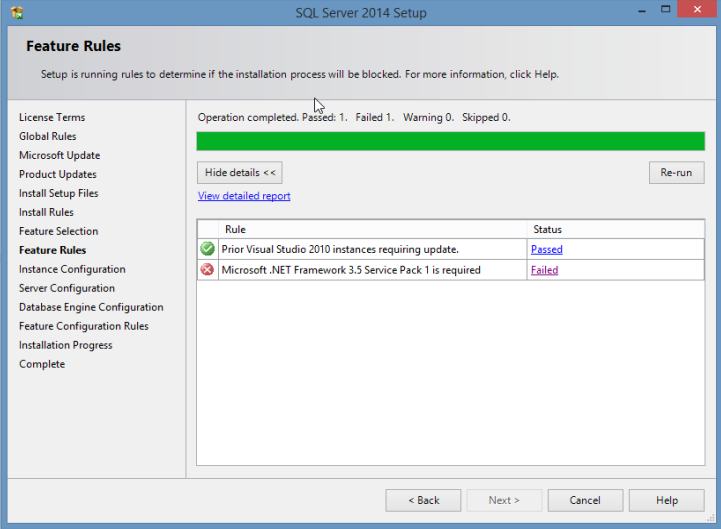 SQL Server 2014 Setup
Feature Rules
Setup is running rules to determine if the installation process will be blocked. For more information, click Help.
License Terms
Global Rules
Microsoft Update
Product Updates
Install Setup Files
Install Rules
Feature Selection
Feature Rules
Instance Configuration
Server Configuration
Database Engine Configuration
Feature Configuration Rules
Installation Progress
Complete
Operation completed. Passed: 1. Failed 1. Warning 0. Skipped 0.
Hide details <<
Re-run
View detailed report
Rule Status
Prior Visual Studio 2010 instances requiring update. Passed
Microsoft .NET Framework 3.5 Service Pack 1 is required Failed
< Back Next > Cancel Help